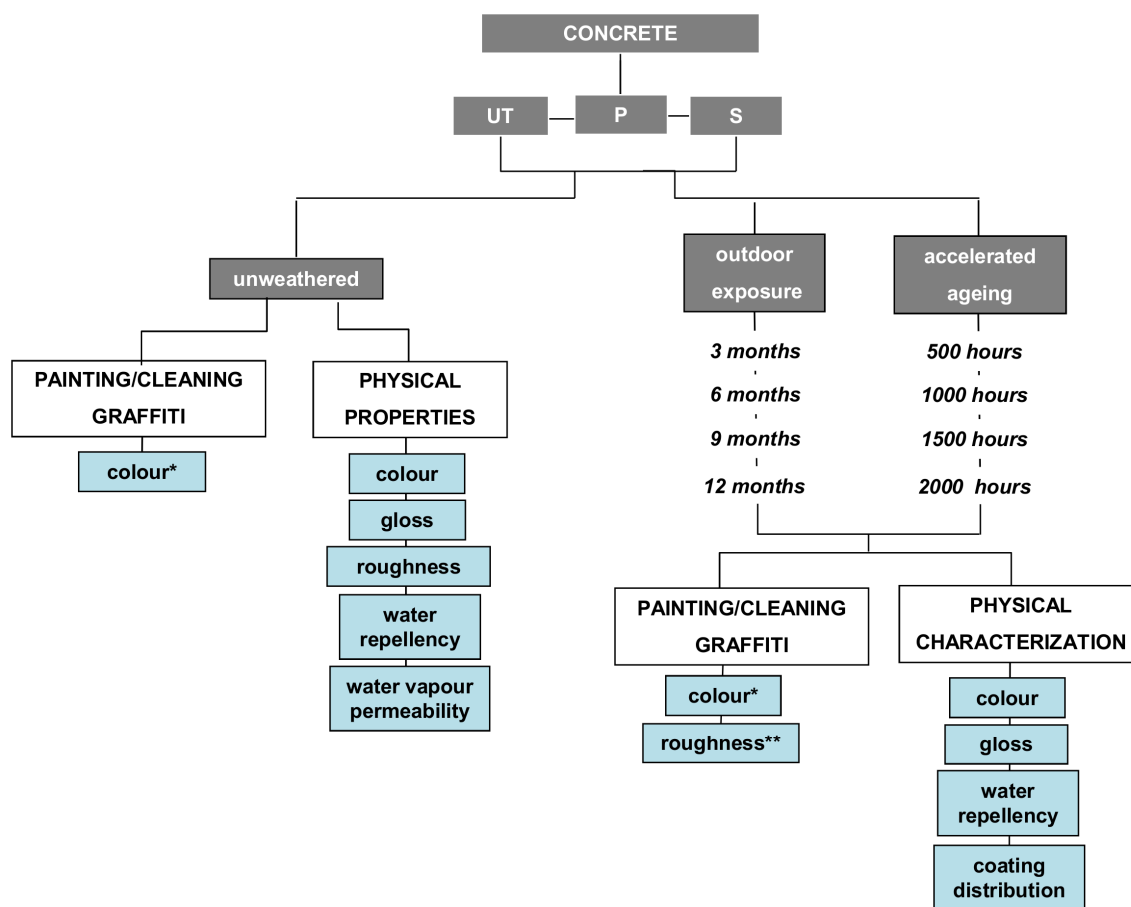 CONCRETE
UT
P
S
unweathered
outdoor
exposure
accelerated
ageing
3 months
6 months
9 months
12 months
500 hours
1000 hours
1500 hours
2000 hours
PAINTING/CLEANING
GRAFFITI
colour*
PHYSICAL
PROPERTIES
colour
gloss
roughness
water
repellency
water vapour
permeability
PAINTING/CLEANING
GRAFFITI
colour*
roughness**
PHYSICAL
CHARACTERIZATION
colour
gloss
water
repellency
coating
distribution